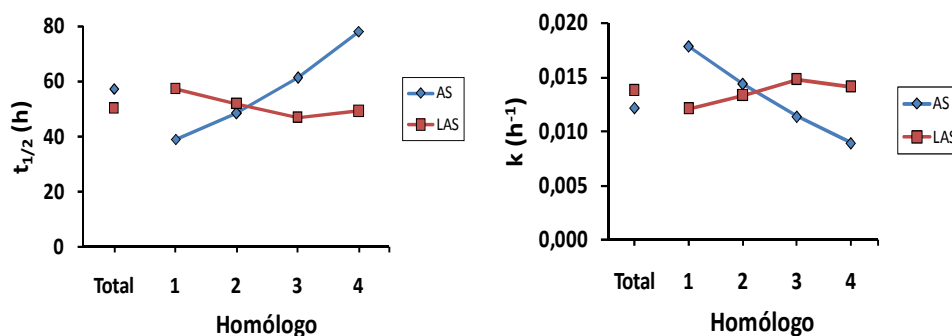 80
60
40
20
0
t1/2 (h)
Total 1 2 3 4
Homólogo
AS
LAS
0,020
0,015
0,010
0,005
0,000
k (h⁻¹)
Total 1 2 3 4
Homólogo
AS
LAS